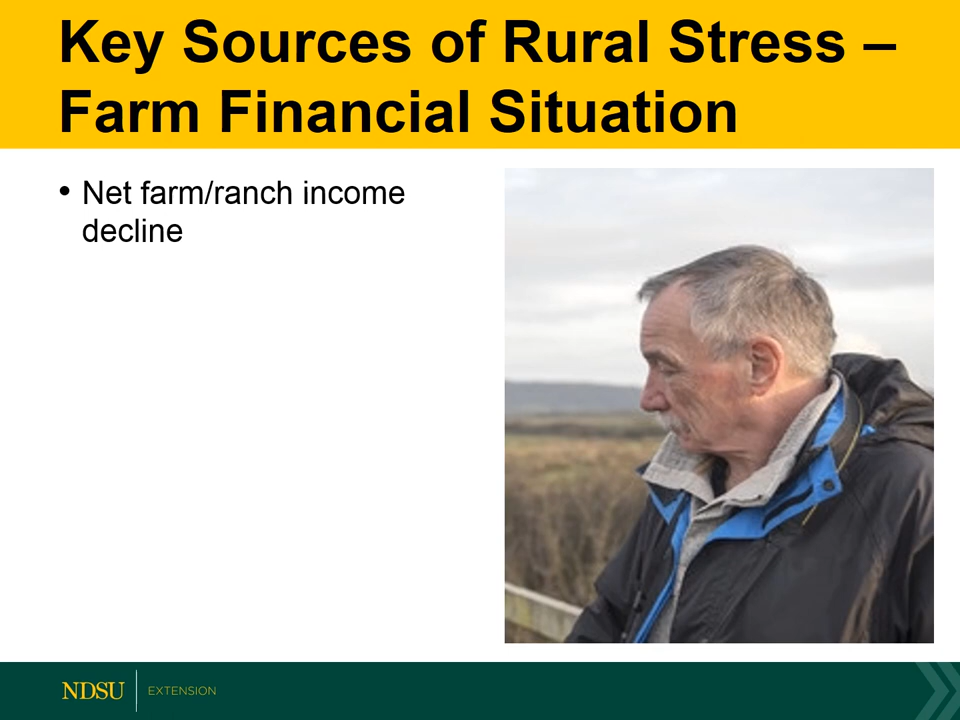 Key Sources of Rural Stress –
Farm Financial Situation
• Net farm/ranch income
decline
NDSU
EXTENSION